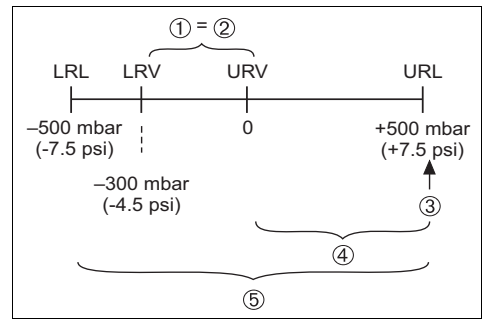 ① = ②
LRL LRV URV URL
–500 mbar 0 +500 mbar
(-7.5 psi) (+7.5 psi)
–300 mbar
(-4.5 psi)
③
④
⑤